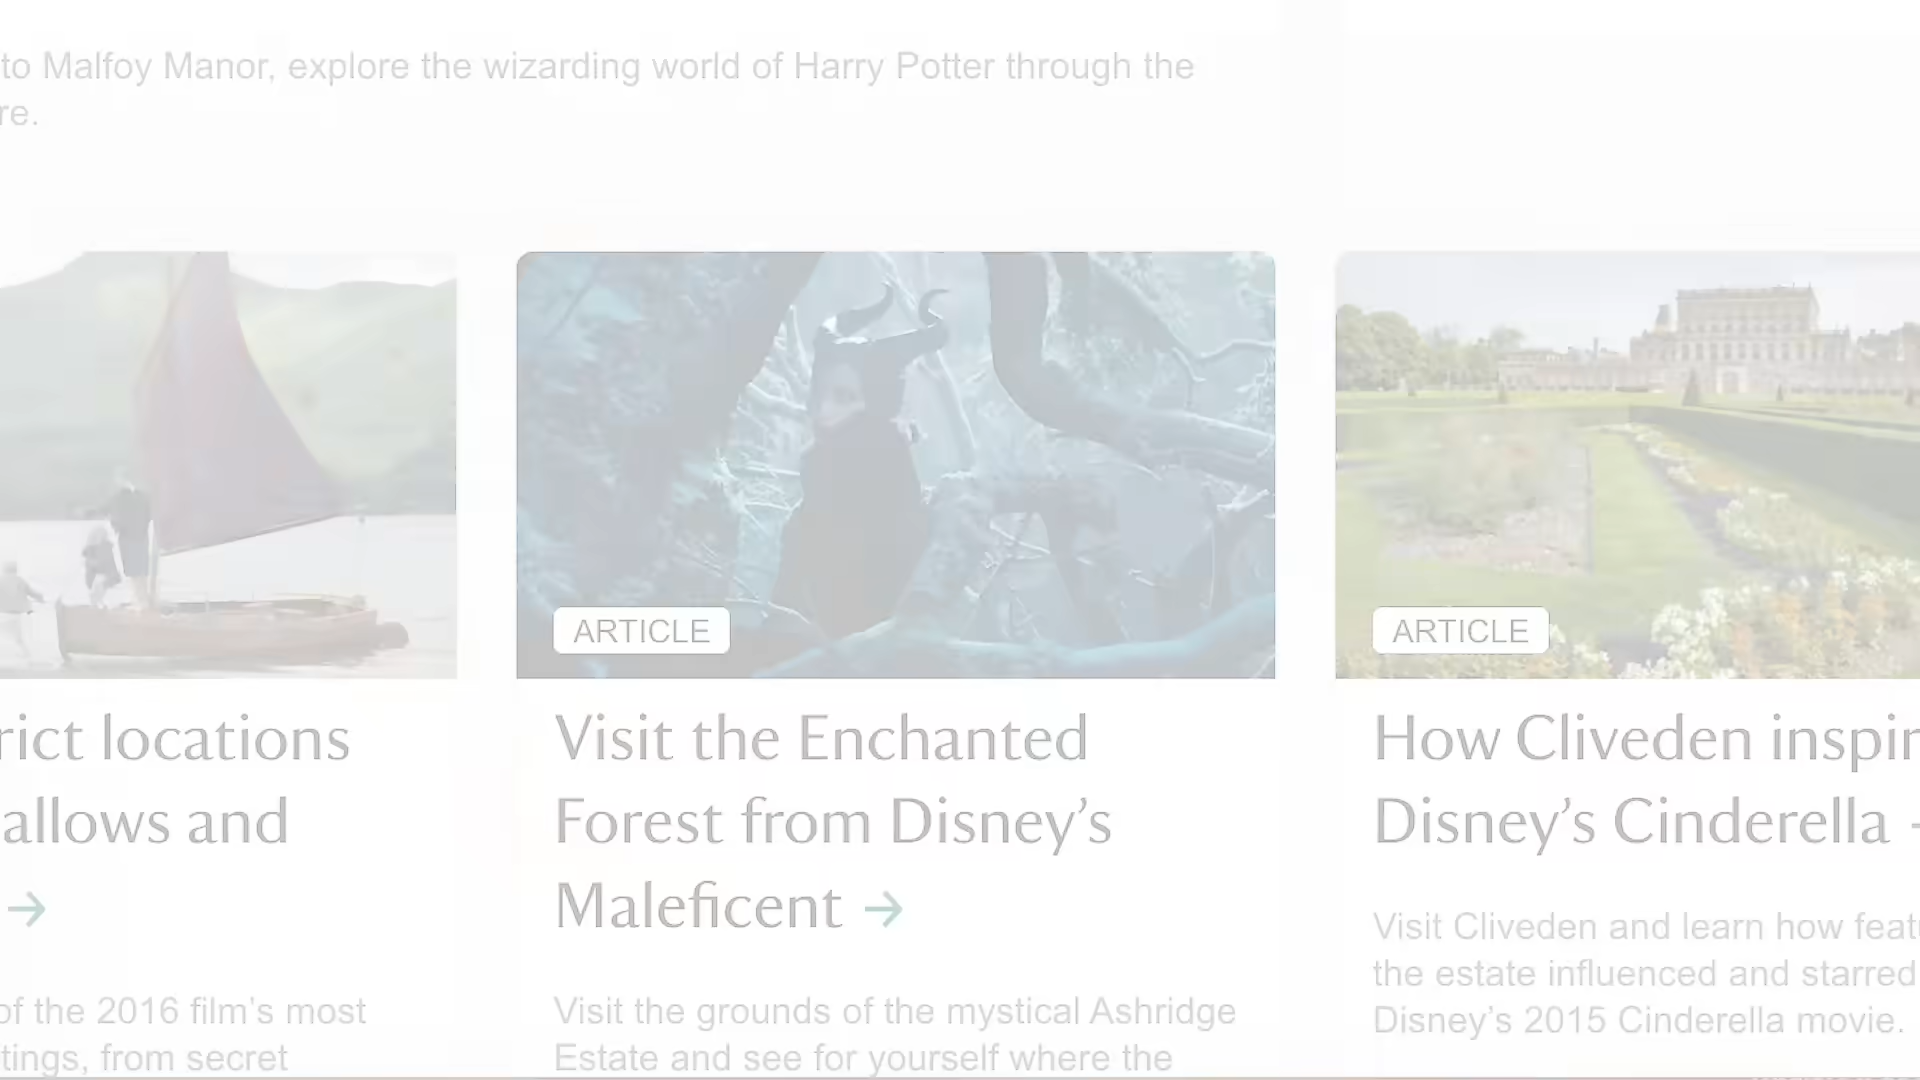 to Malfoy Manor, explore the wizarding world of Harry Potter through the
re.
ARTICLE
ARTICLE
rict locations
allows and
Visit the Enchanted
Forest from Disney’s
Maleficent →
How Cliveden inspir
Disney’s Cinderella
of the 2016 film’s most
tings, from secret
Visit the grounds of the mystical Ashridge
Estate and see for yourself where the
Visit Cliveden and learn how feat
the estate influenced and starred
Disney’s 2015 Cinderella movie.